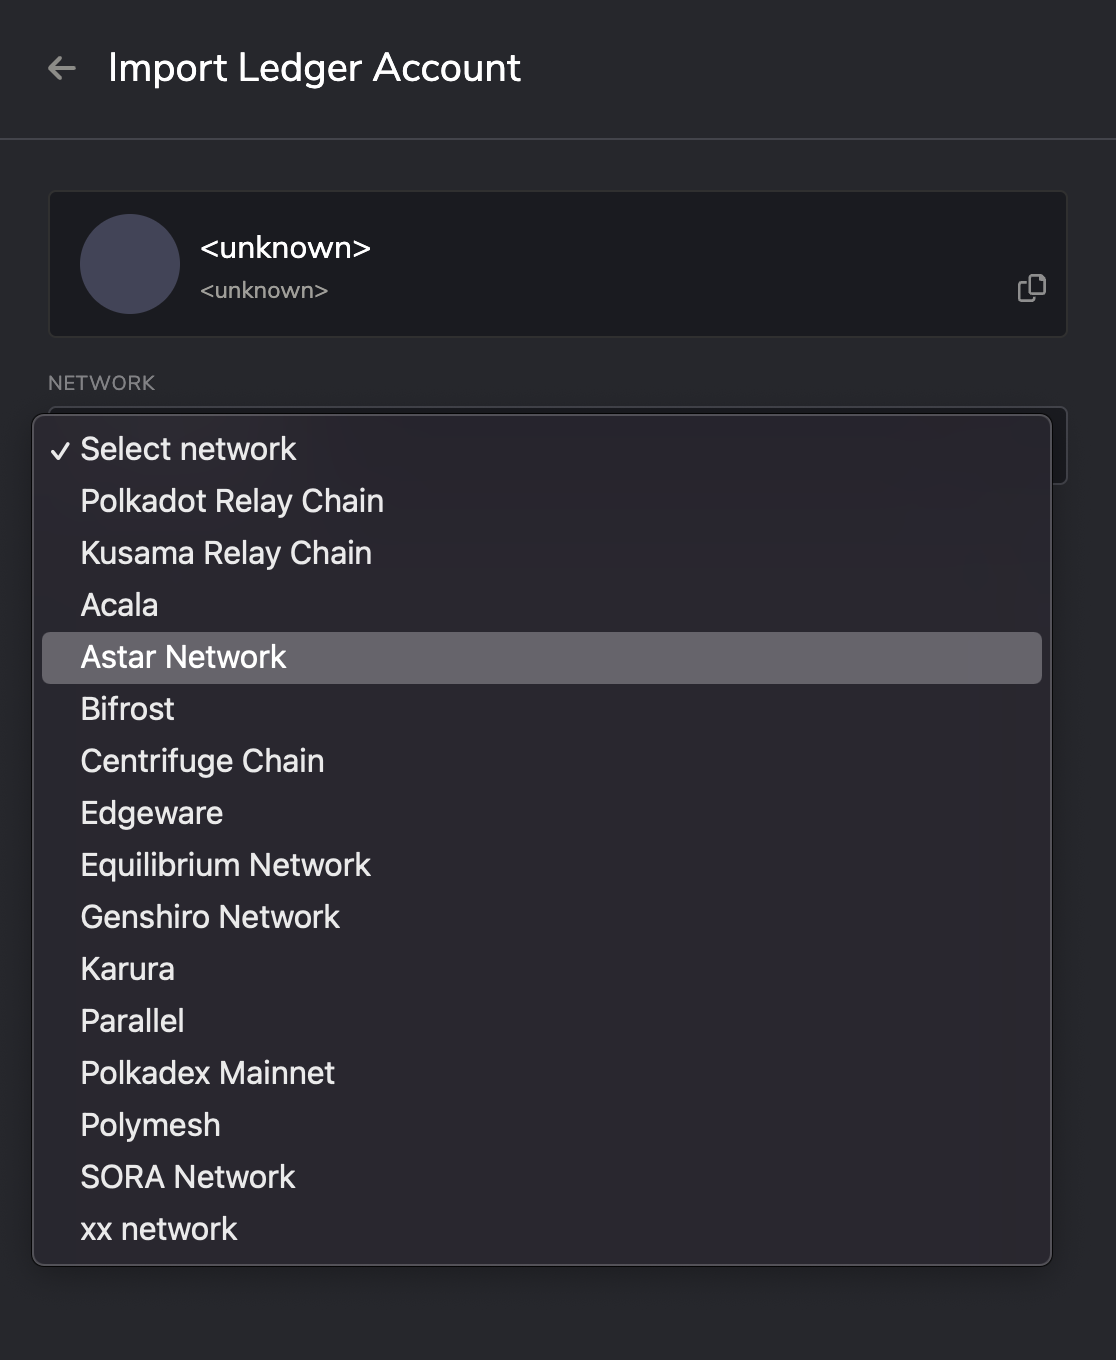 Import Ledger Account
<unknown>
<unknown>
NETWORK
Select network
Polkadot Relay Chain
Kusama Relay Chain
Acala
Astar Network
Bifrost
Centrifuge Chain
Edgeware
Equilibrium Network
Genshiro Network
Karura
Parallel
Polkadex Mainnet
Polymesh
SORA Network
xx network